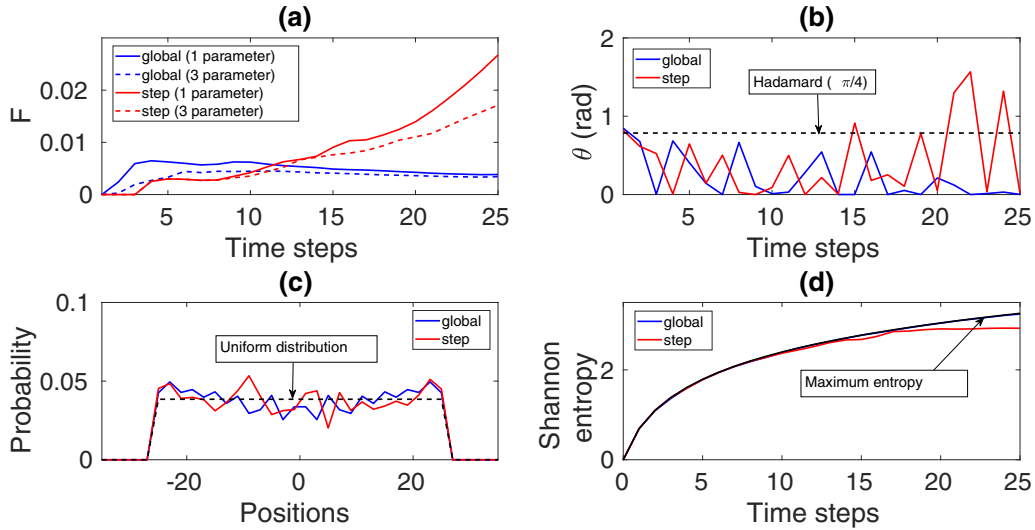 (a)
global (1 parameter)
global (3 parameter)
step (1 parameter)
step (3 parameter)
F
0.02
0.01
0
5 10 15 20 25
Time steps
(b)
global
step
Hadamard ( π/4)
θ (rad)
2
1
0
5 10 15 20 25
Time steps
(c)
global
step
Uniform distribution
Probability
0.1
0.05
0
-20 0 20
Positions
(d)
global
step
Maximum entropy
Shannon
entropy
2
0
0 5 10 15 20 25
Time steps